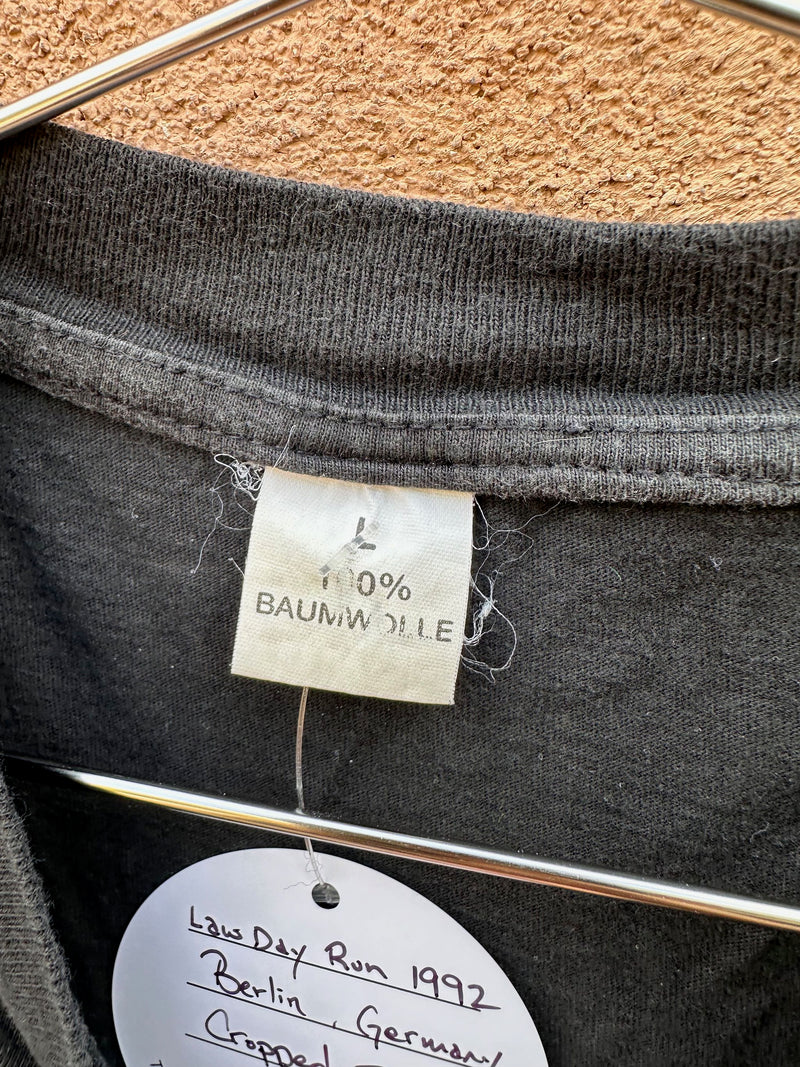 L
100%
BAUMWOLLE
Law Day Run 1992
Berlin, Germany
Cropped